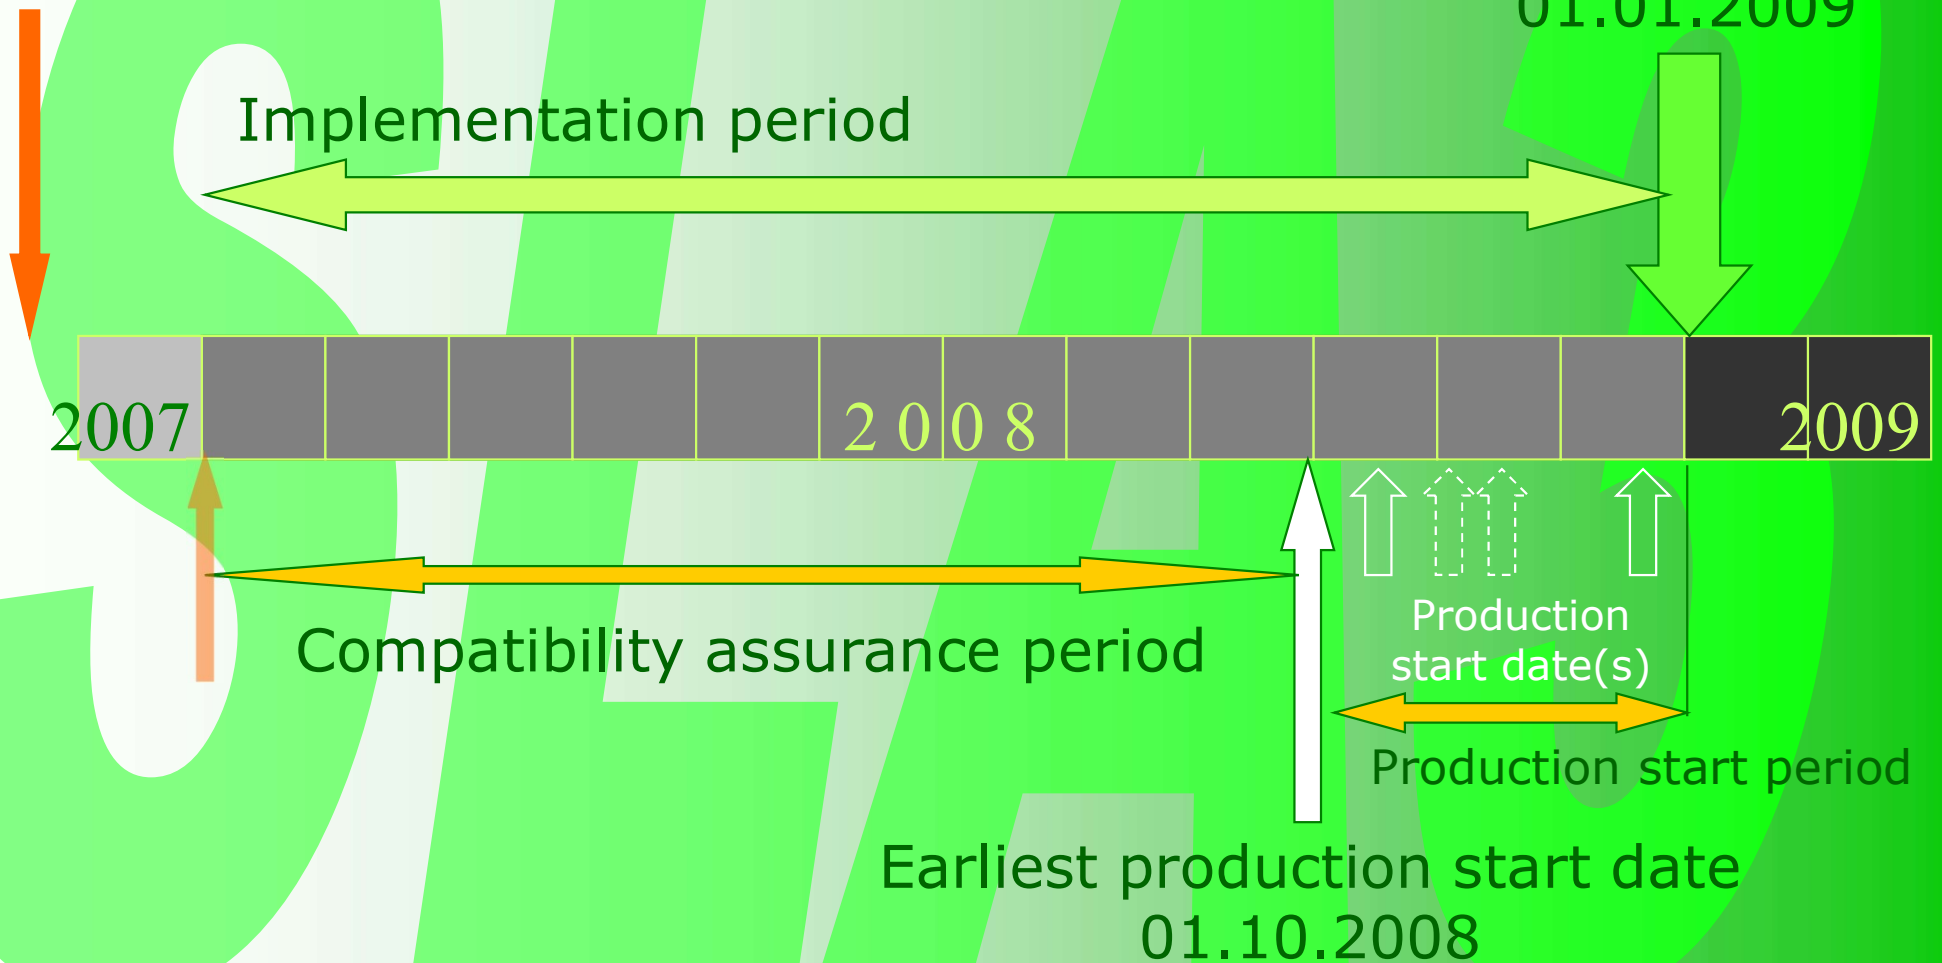 01.01.2009
Implementation period
2007
2 0 0 8
2009
Production
start date(s)
Compatibility assurance period
Production start period
Earliest production start date
01.10.2008